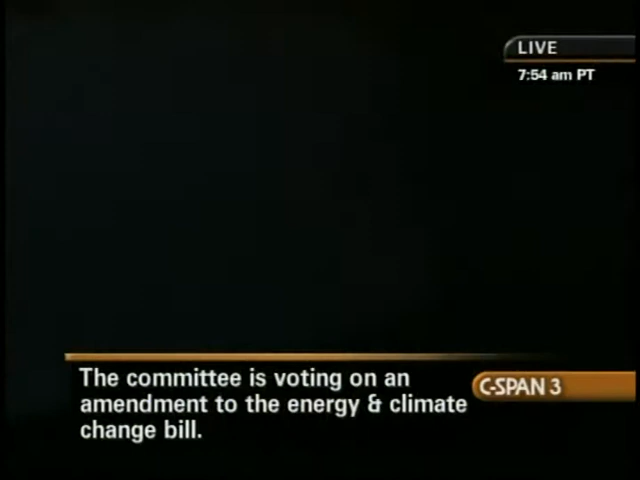 LIVE
7:54 am PT
The committee is voting on an
amendment to the energy & climate
change bill.
C-SPAN 3